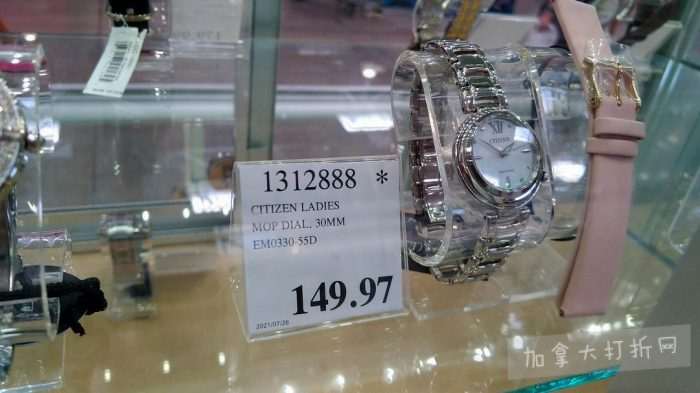 1312888 *
CITIZEN LADIES
MOP DIAL, 30MM
EM0330-55D
149.97
2021/07/26
CITIZEN
加拿大打折网